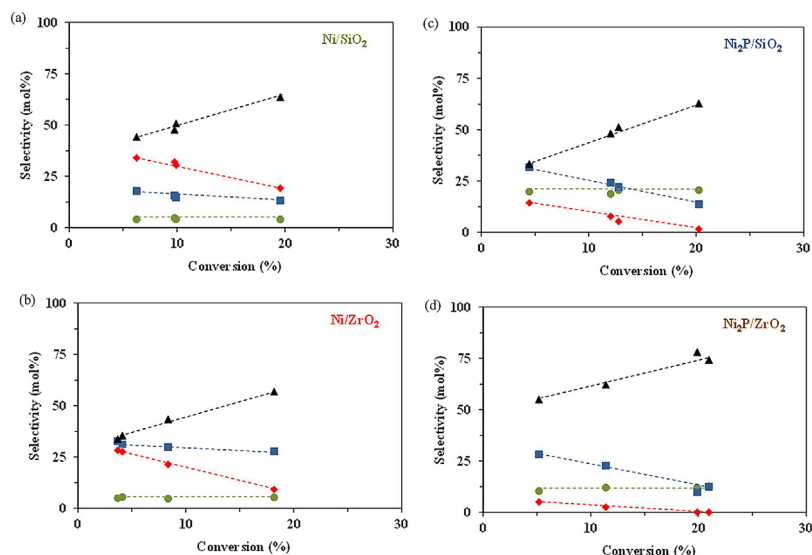 (a)
Ni/SiO₂
Selectivity (mol%)
100
75
50
25
0
0 10 20 30
Conversion (%)
(c)
Ni₂P/SiO₂
Selectivity (mol%)
100
75
50
25
0
0 10 20 30
Conversion (%)
(b)
Ni/ZrO₂
Selectivity (mol%)
100
75
50
25
0
0 10 20 30
Conversion (%)
(d)
Ni₂P/ZrO₂
Selectivity (mol%)
100
75
50
25
0
0 10 20 30
Conversion (%)